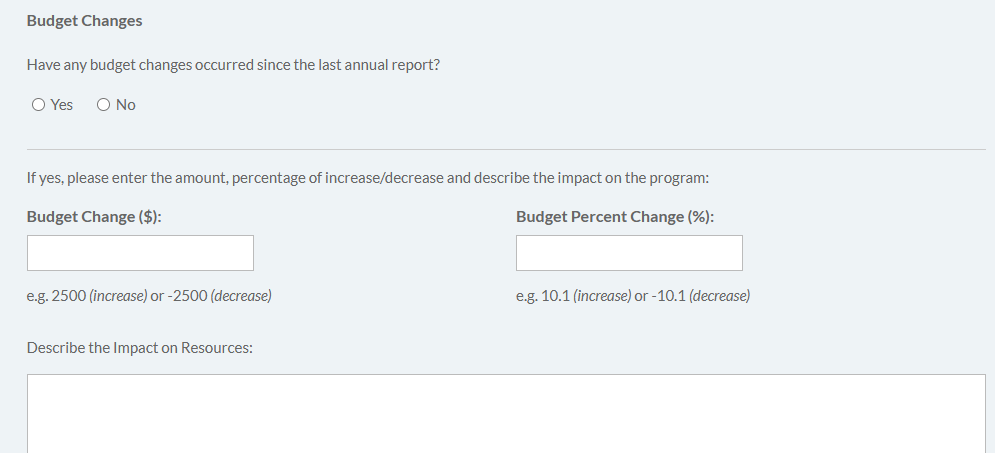 Budget Changes
Have any budget changes occurred since the last annual report?
Yes No
If yes, please enter the amount, percentage of increase/decrease and describe the impact on the program:
Budget Change ($): Budget Percent Change (%):
e.g. 2500 (increase) or -2500 (decrease) e.g. 10.1 (increase) or -10.1 (decrease)
Describe the Impact on Resources: